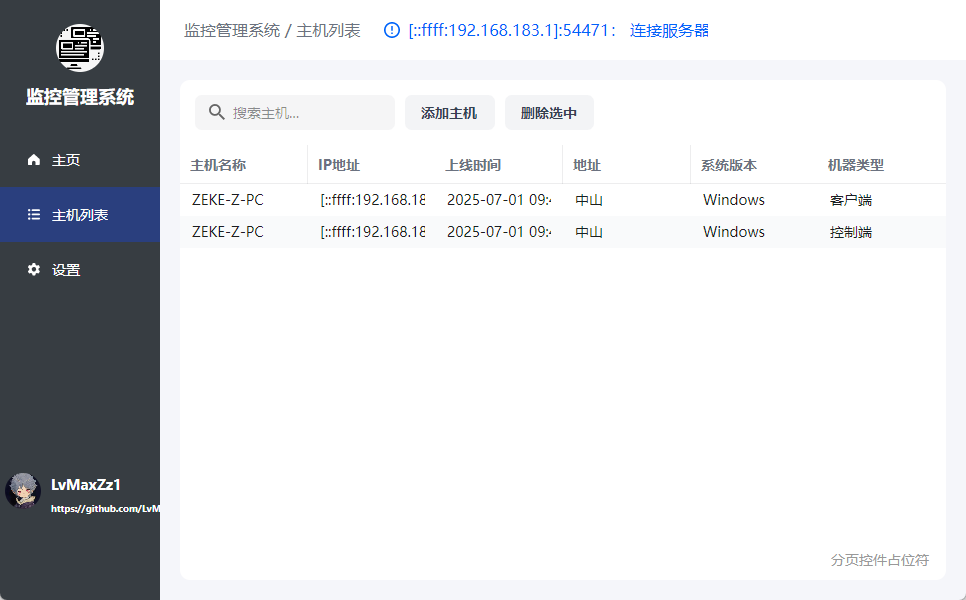 监控管理系统
主页
主机列表
设置
LvMaxZz1
https://github.com/LvM
监控管理系统 / 主机列表 [::ffff:192.168.183.1]:54471： 连接服务器
搜索主机... 添加主机 删除选中
主机名称 IP地址 上线时间 地址 系统版本 机器类型
ZEKE-Z-PC [::ffff:192.168.18 2025-07-01 09: 中山 Windows 客户端
ZEKE-Z-PC [::ffff:192.168.18 2025-07-01 09: 中山 Windows 控制端
分页控件占位符